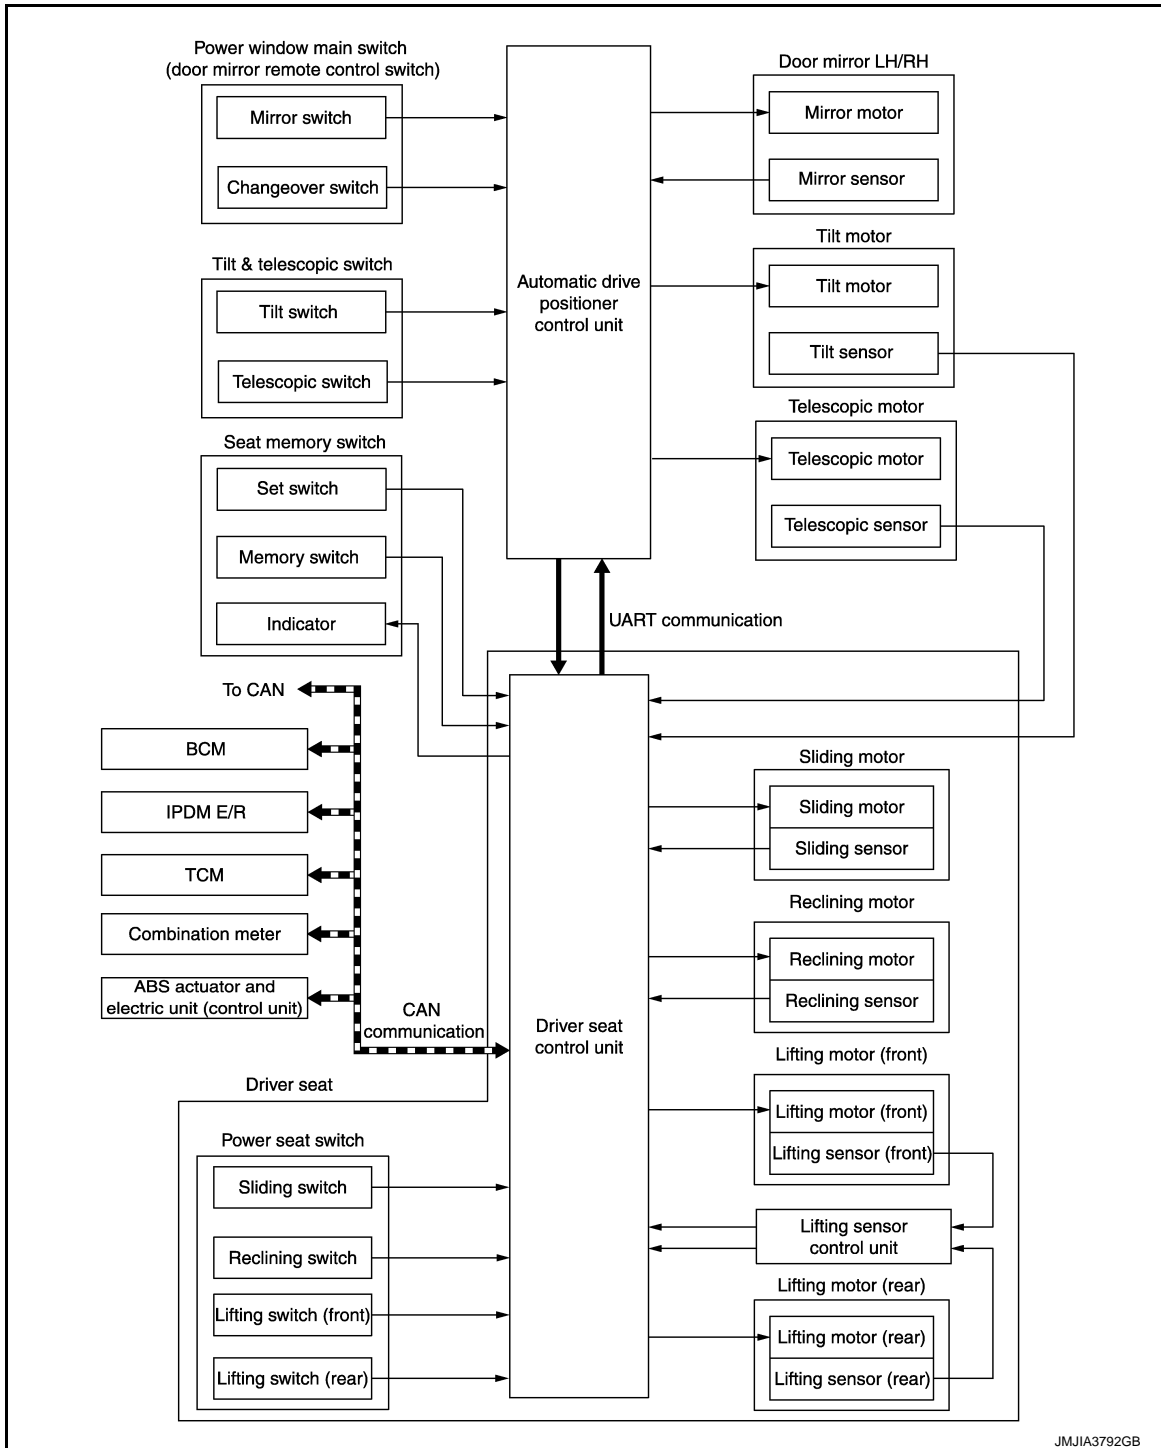 Power window main switch
(door mirror remote control switch)
Mirror switch
Changeover switch
Tilt & telescopic switch
Tilt switch
Telescopic switch
Seat memory switch
Set switch
Memory switch
Indicator
Automatic drive
positioner
control unit
Door mirror LH/RH
Mirror motor
Mirror sensor
Tilt motor
Tilt motor
Tilt sensor
Telescopic motor
Telescopic motor
Telescopic sensor
UART communication
To CAN
BCM
IPDM E/R
TCM
Combination meter
ABS actuator and
electric unit (control unit)
CAN
communication
Driver seat
Power seat switch
Sliding switch
Reclining switch
Lifting switch (front)
Lifting switch (rear)
Driver seat
control unit
Sliding motor
Sliding motor
Sliding sensor
Reclining motor
Reclining motor
Reclining sensor
Lifting motor (front)
Lifting motor (front)
Lifting sensor (front)
Lifting sensor
control unit
Lifting motor (rear)
Lifting motor (rear)
Lifting sensor (rear)
JMJIA3792GB